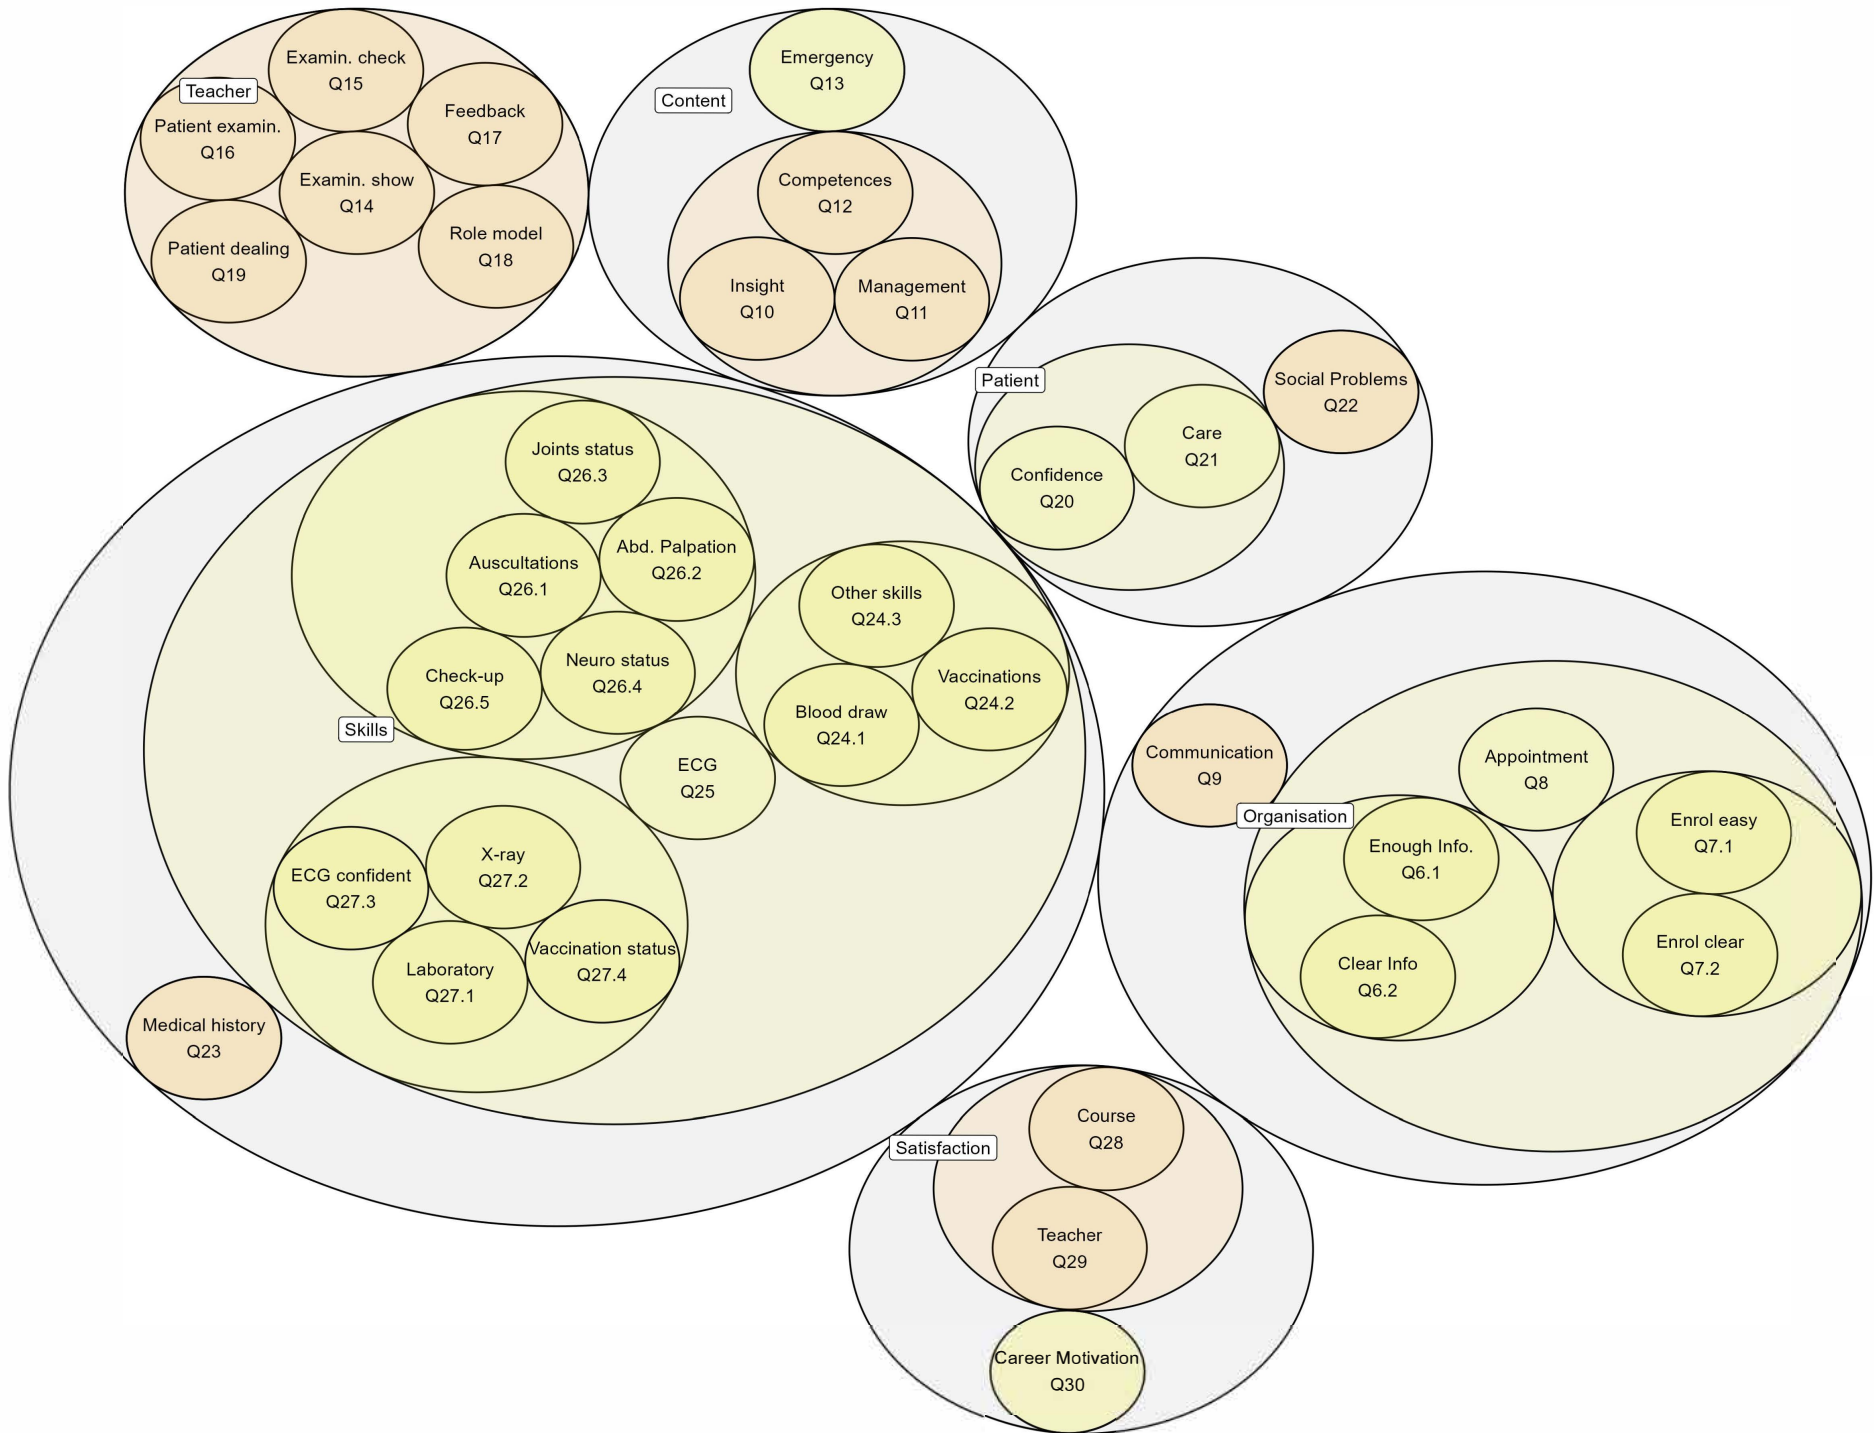 Teacher
Examin. check
Q15
Feedback
Q17
Patient examin.
Q16
Examin. show
Q14
Role model
Q18
Patient dealing
Q19
Content
Emergency
Q13
Competences
Q12
Insight
Q10
Management
Q11
Patient
Social Problems
Q22
Care
Q21
Confidence
Q20
Skills
Joints status
Q26.3
Abd. Palpation
Q26.2
Auscultations
Q26.1
Neuro status
Q26.4
Check-up
Q26.5
Other skills
Q24.3
Vaccinations
Q24.2
Blood draw
Q24.1
ECG
Q25
X-ray
Q27.2
ECG confident
Q27.3
Vaccination status
Q27.4
Laboratory
Q27.1
Medical history
Q23
Organisation
Communication
Q9
Appointment
Q8
Enrol easy
Q7.1
Enough Info.
Q6.1
Enrol clear
Q7.2
Clear Info
Q6.2
Satisfaction
Course
Q28
Teacher
Q29
Career Motivation
Q30